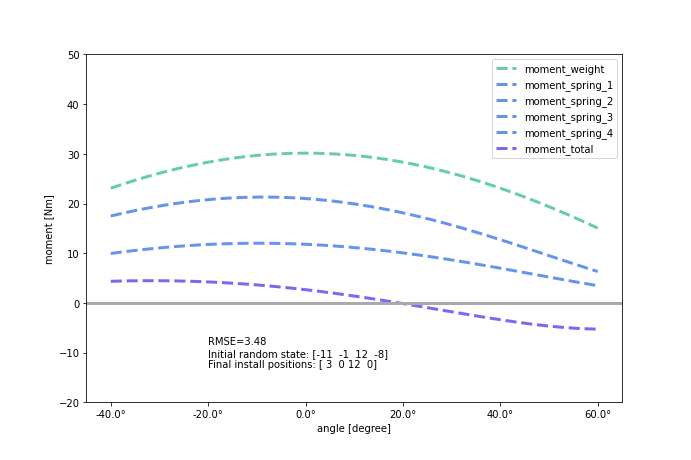 50
40
30
20
10
0
−10
−20
moment [Nm]
moment_weight
moment_spring_1
moment_spring_2
moment_spring_3
moment_spring_4
moment_total
RMSE=3.48
Initial random state: [-11  -1  12  -8]
Final install positions: [ 3  0 12  0]
-40.0° -20.0° 0.0° 20.0° 40.0° 60.0°
angle [degree]